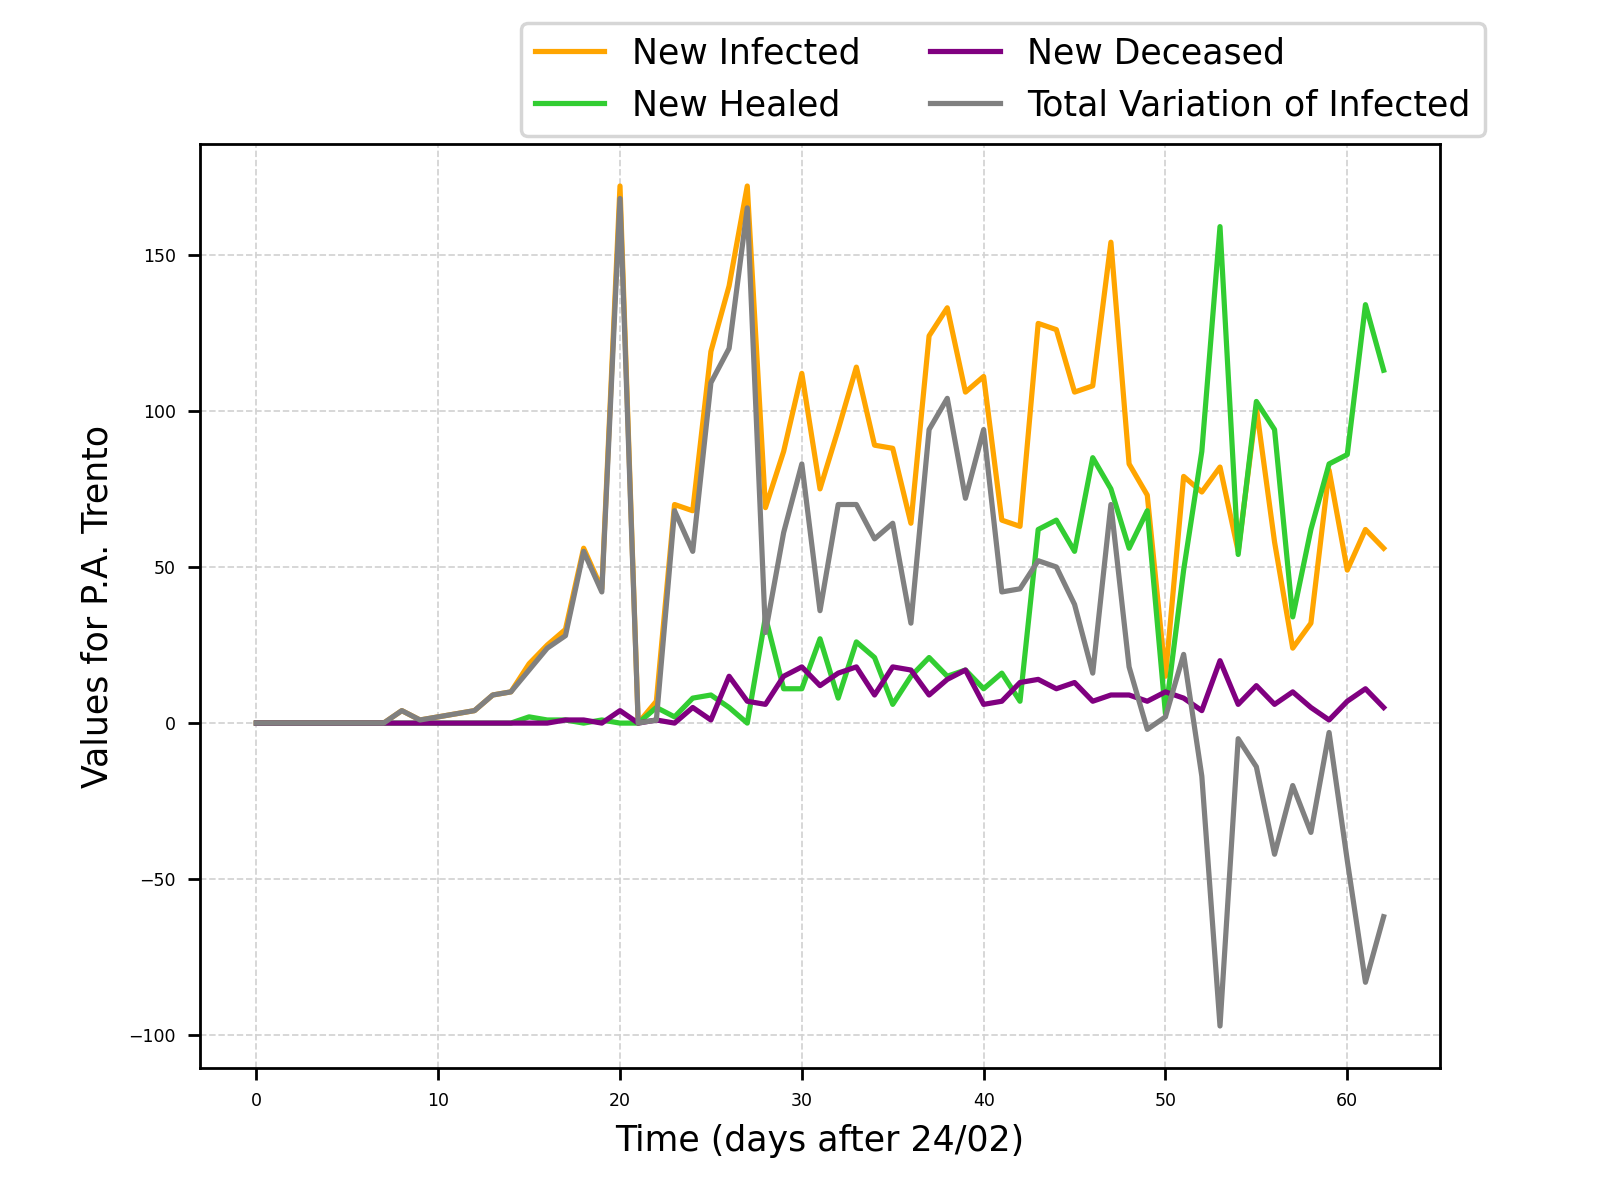 New Infected
New Healed
New Deceased
Total Variation of Infected
Values for P.A. Trento
150
100
50
0
−50
−100
0 10 20 30 40 50 60
Time (days after 24/02)